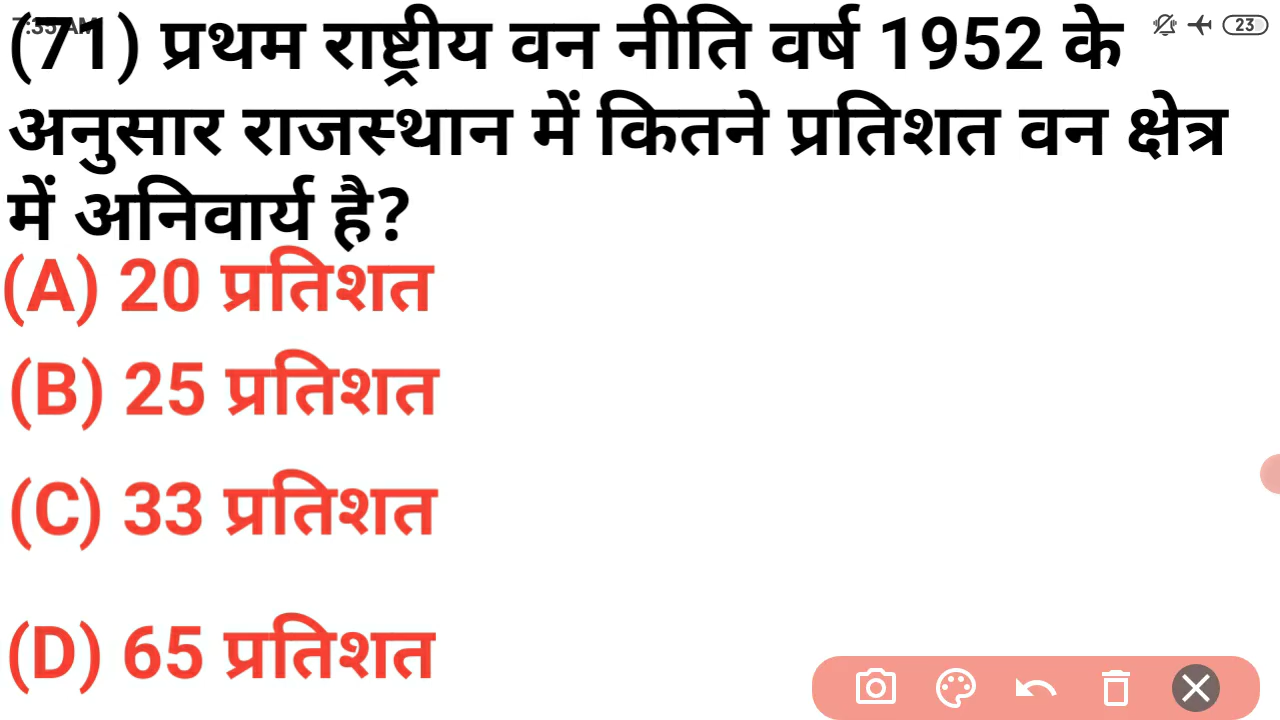 (71) प्रथम राष्ट्रीय वन नीति वर्ष 1952 के
23
अनुसार राजस्थान में कितने प्रतिशत वन क्षेत्र
में अनिवार्य है?
(A) 20 प्रतिशत
(B) 25 प्रतिशत
(C) 33 प्रतिशत
(D) 65 प्रतिशत